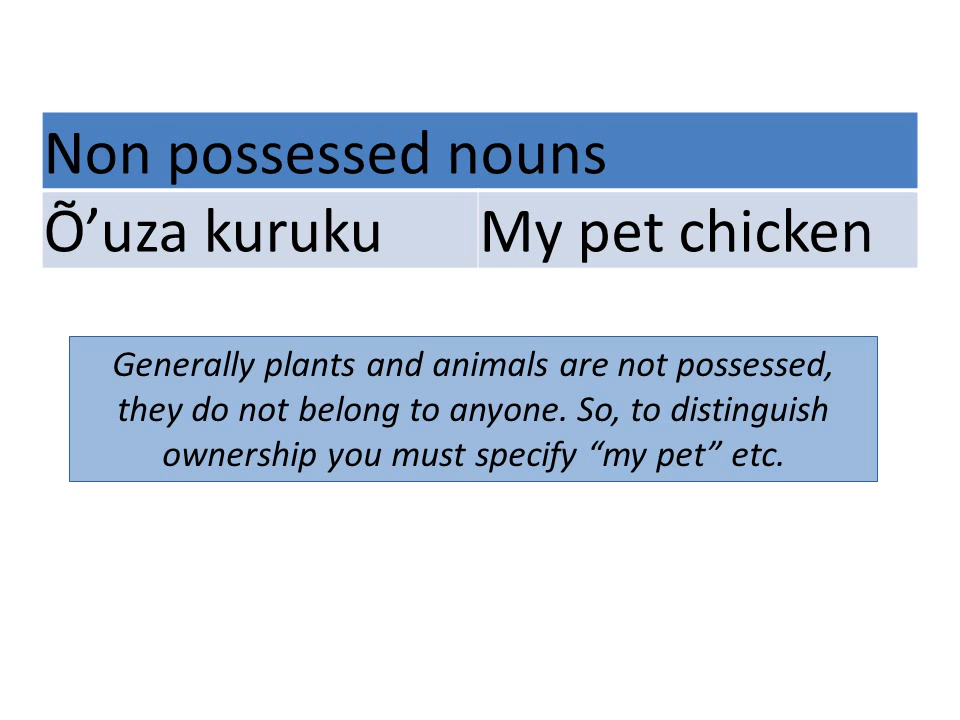 Non possessed nouns
Õ’uza kuruku My pet chicken
Generally plants and animals are not possessed,
they do not belong to anyone. So, to distinguish
ownership you must specify “my pet” etc.